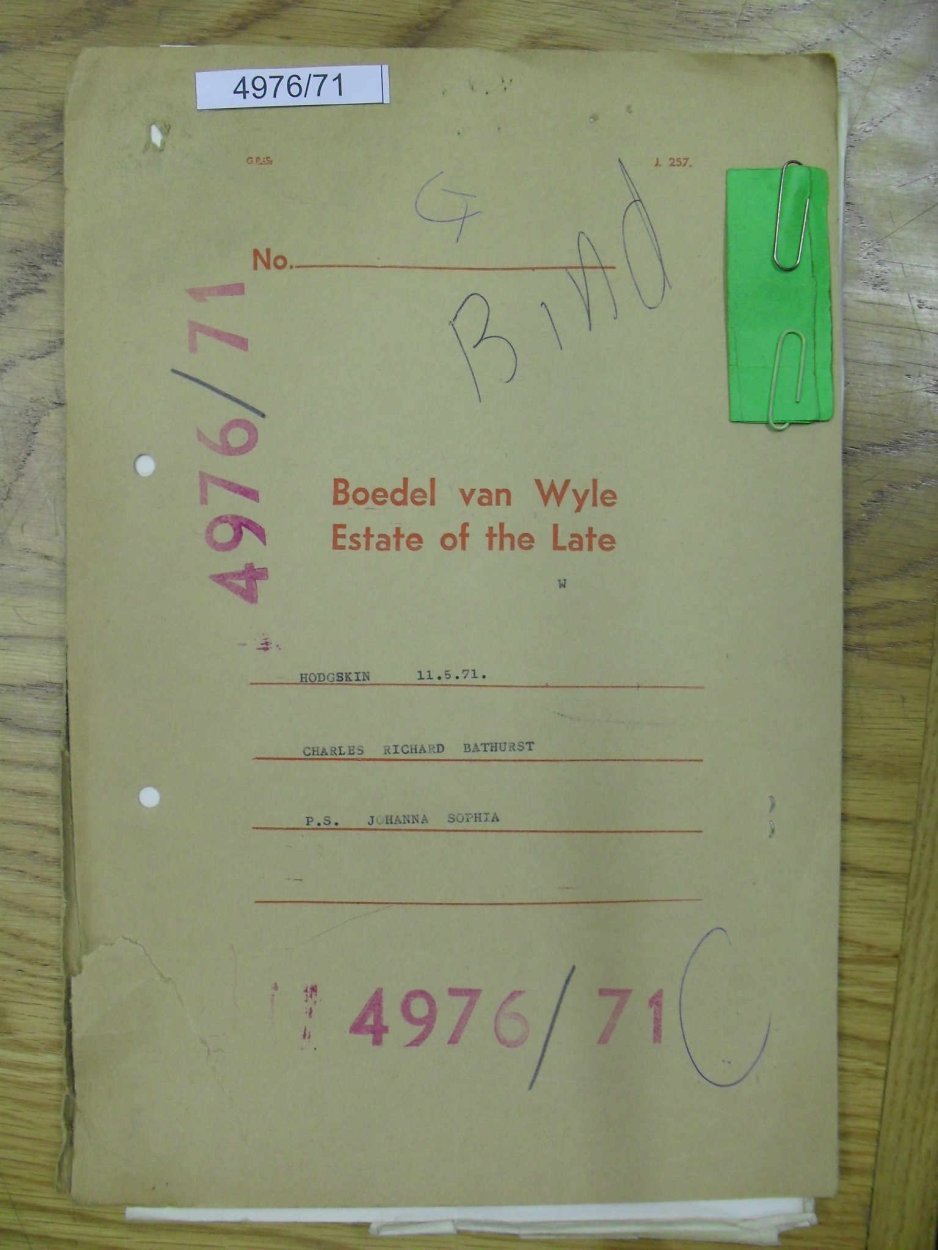 4976/71
G.P.-S.
J. 257.
G
No.
Bind
4976/71
Boedel van Wyle
Estate of the Late
W
HODGSKIN 11.5.71.
CHARLES RICHARD BATHURST
P.S. JOHANNA SOPHIA
4976/71
C